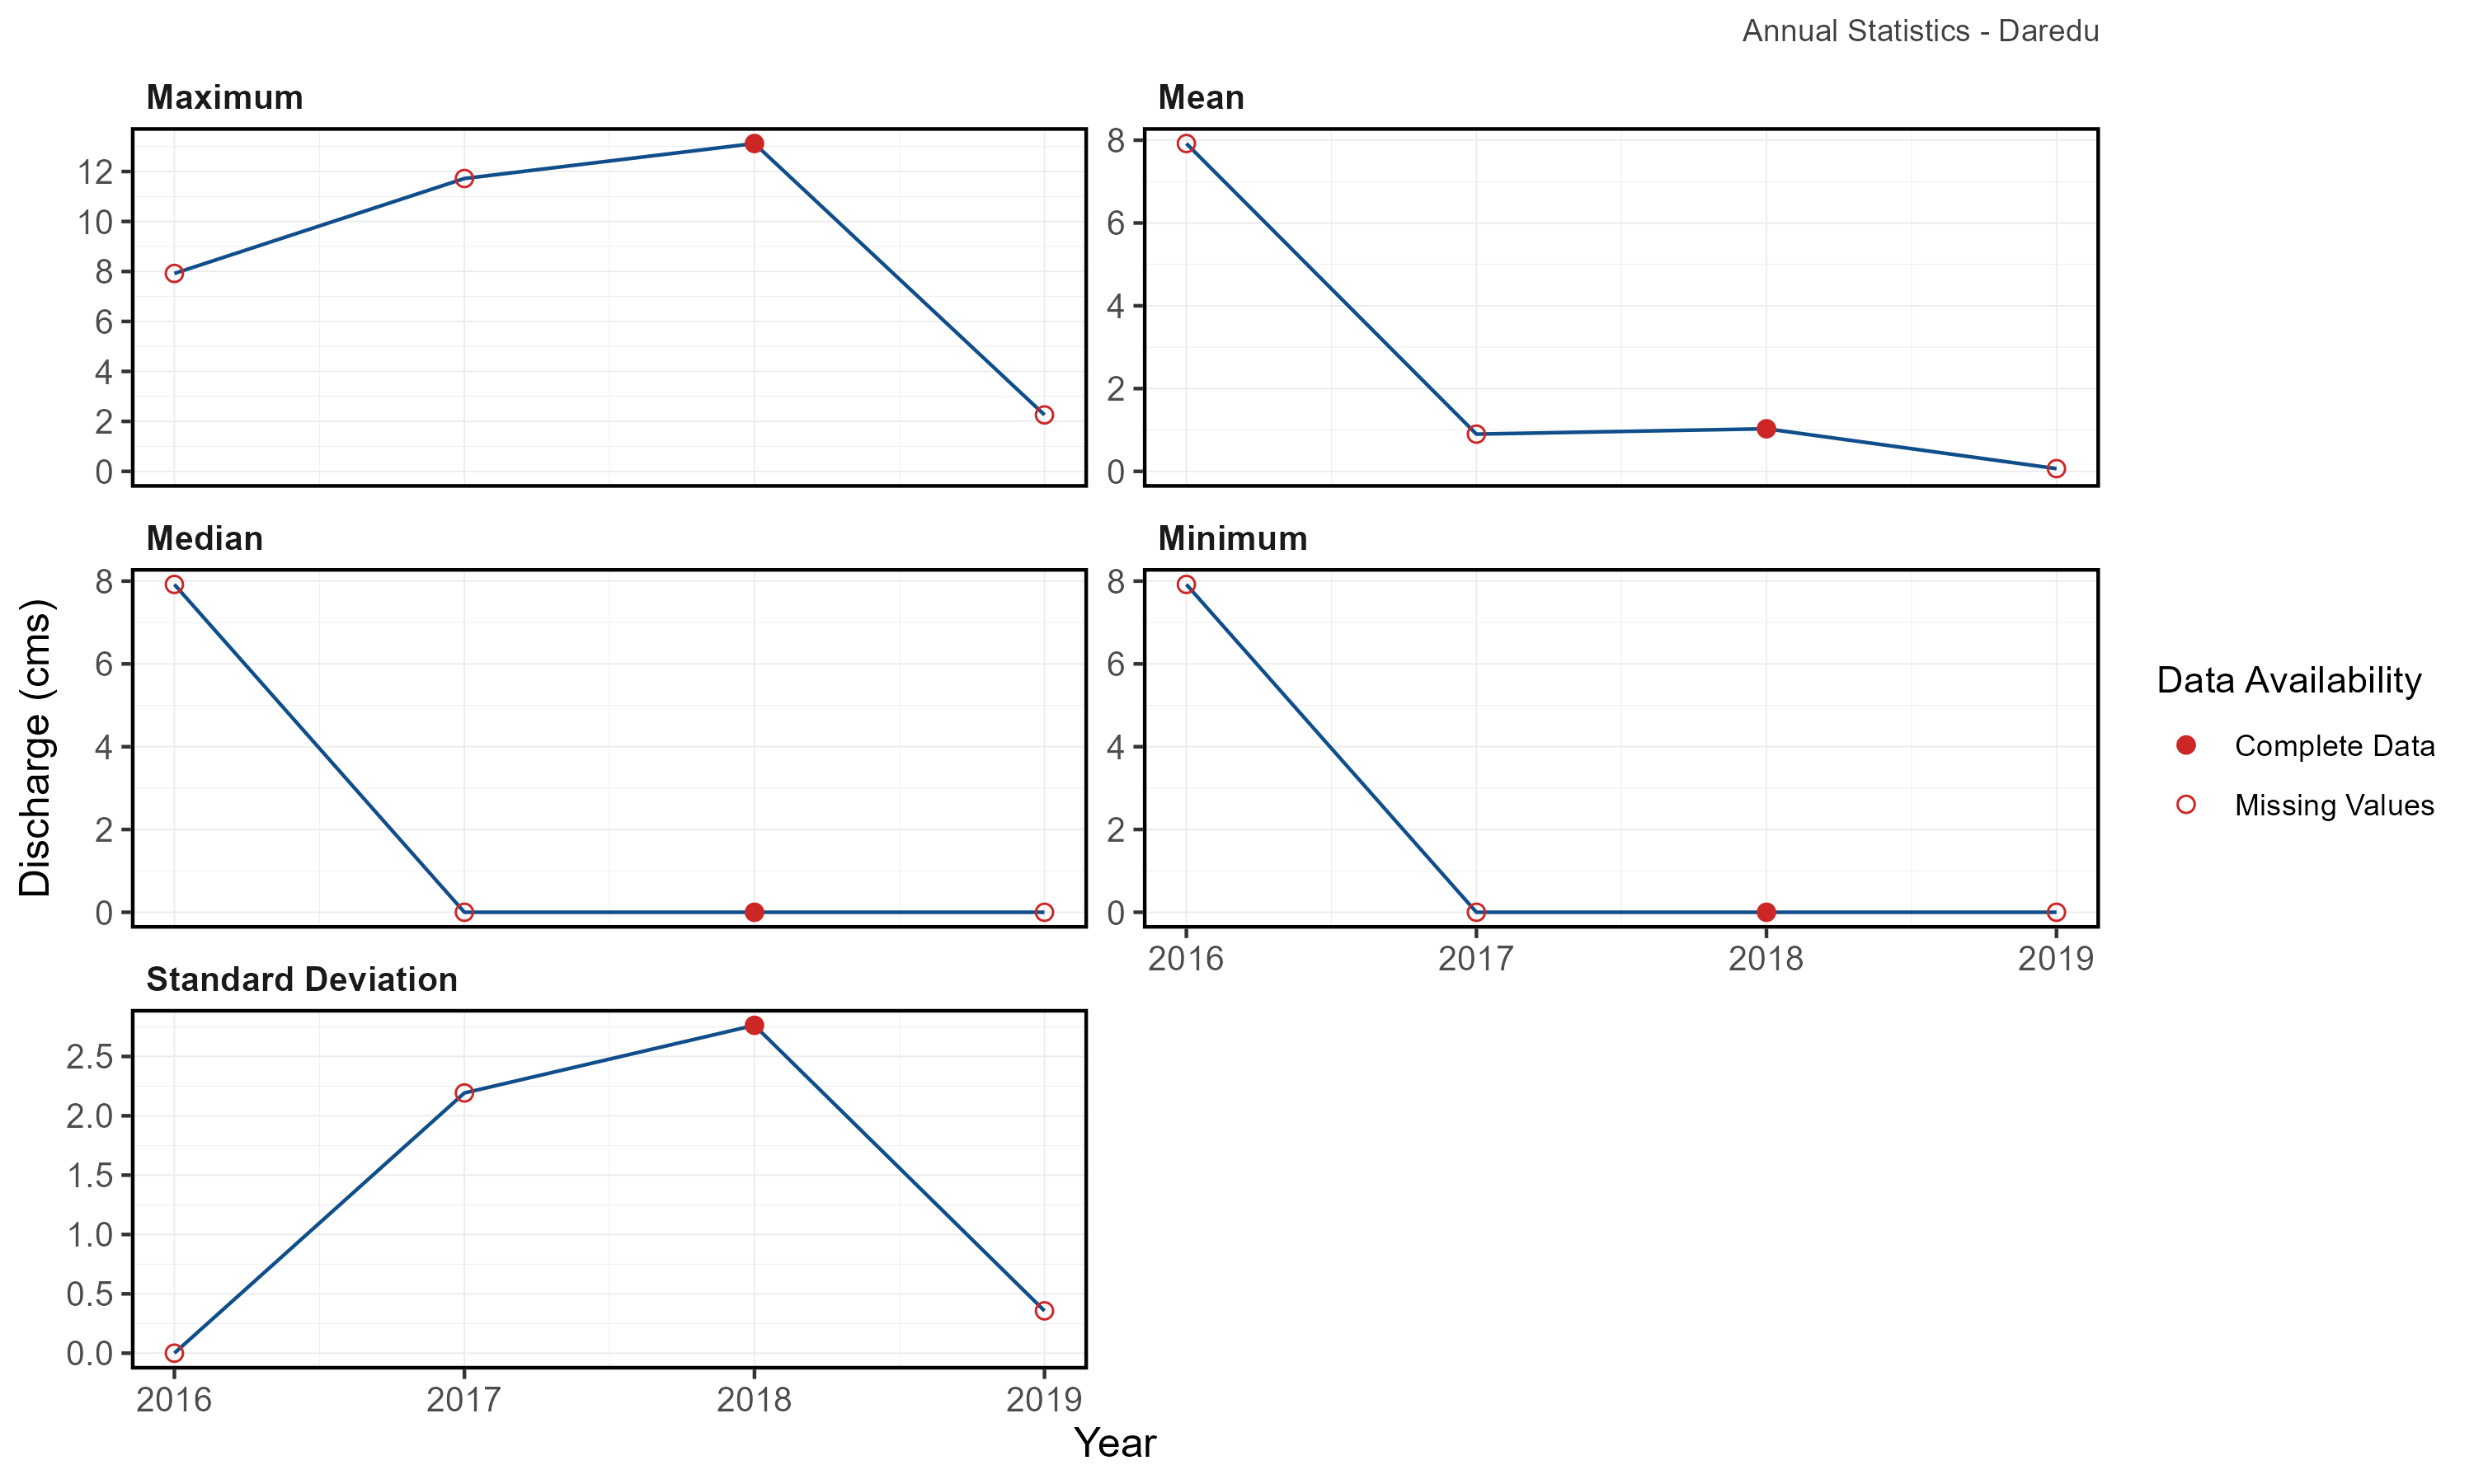 Annual Statistics - Daredu
Maximum
12
10
8
6
4
2
0
Mean
8
6
4
2
0
Median
8
6
4
2
0
Minimum
8
6
4
2
0
2016 2017 2018 2019
Standard Deviation
2.5
2.0
1.5
1.0
0.5
0.0
2016 2017 2018 2019
Discharge (cms)
Year
Data Availability
Complete Data
Missing Values